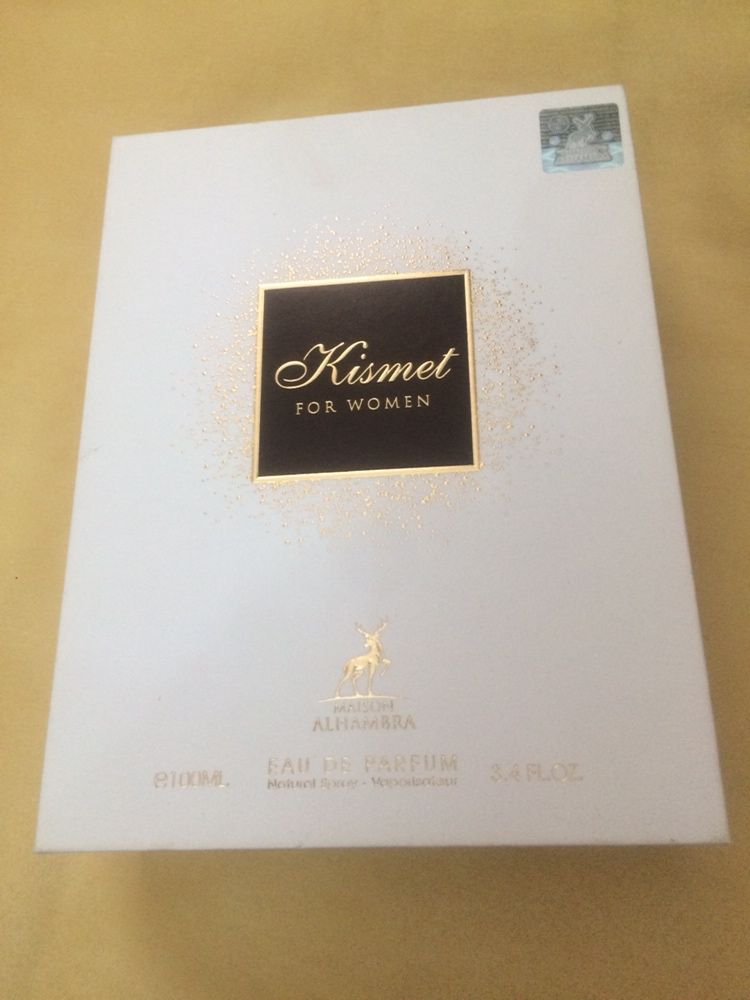 Kismet
FOR WOMEN
MAISON
ALHAMBRA
℮100ML. EAU DE PARFUM 3.4 FL.OZ.
Natural Spray - Vaporisateur